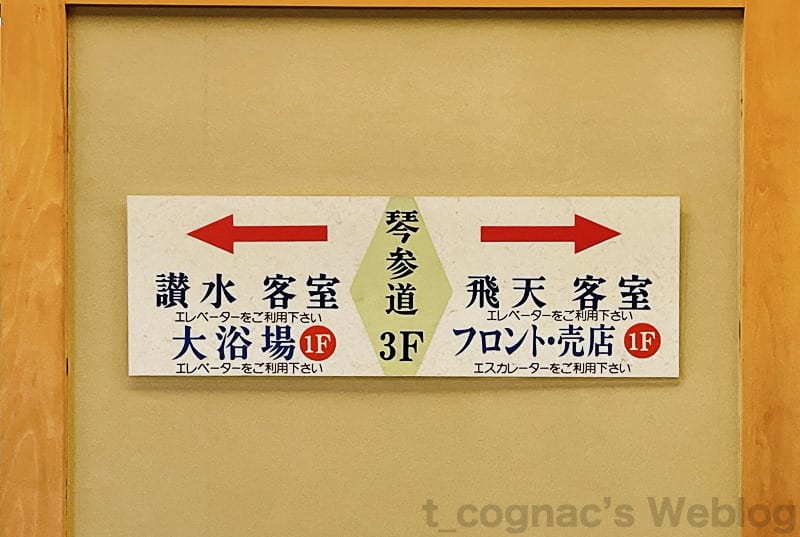 琴参道
3F
讃水 客室
エレベーターをご利用下さい
大浴場 1F
エレベーターをご利用下さい
飛天 客室
エレベーターをご利用下さい
フロント・売店 1F
エスカレーターをご利用下さい
t_cognac's Weblog